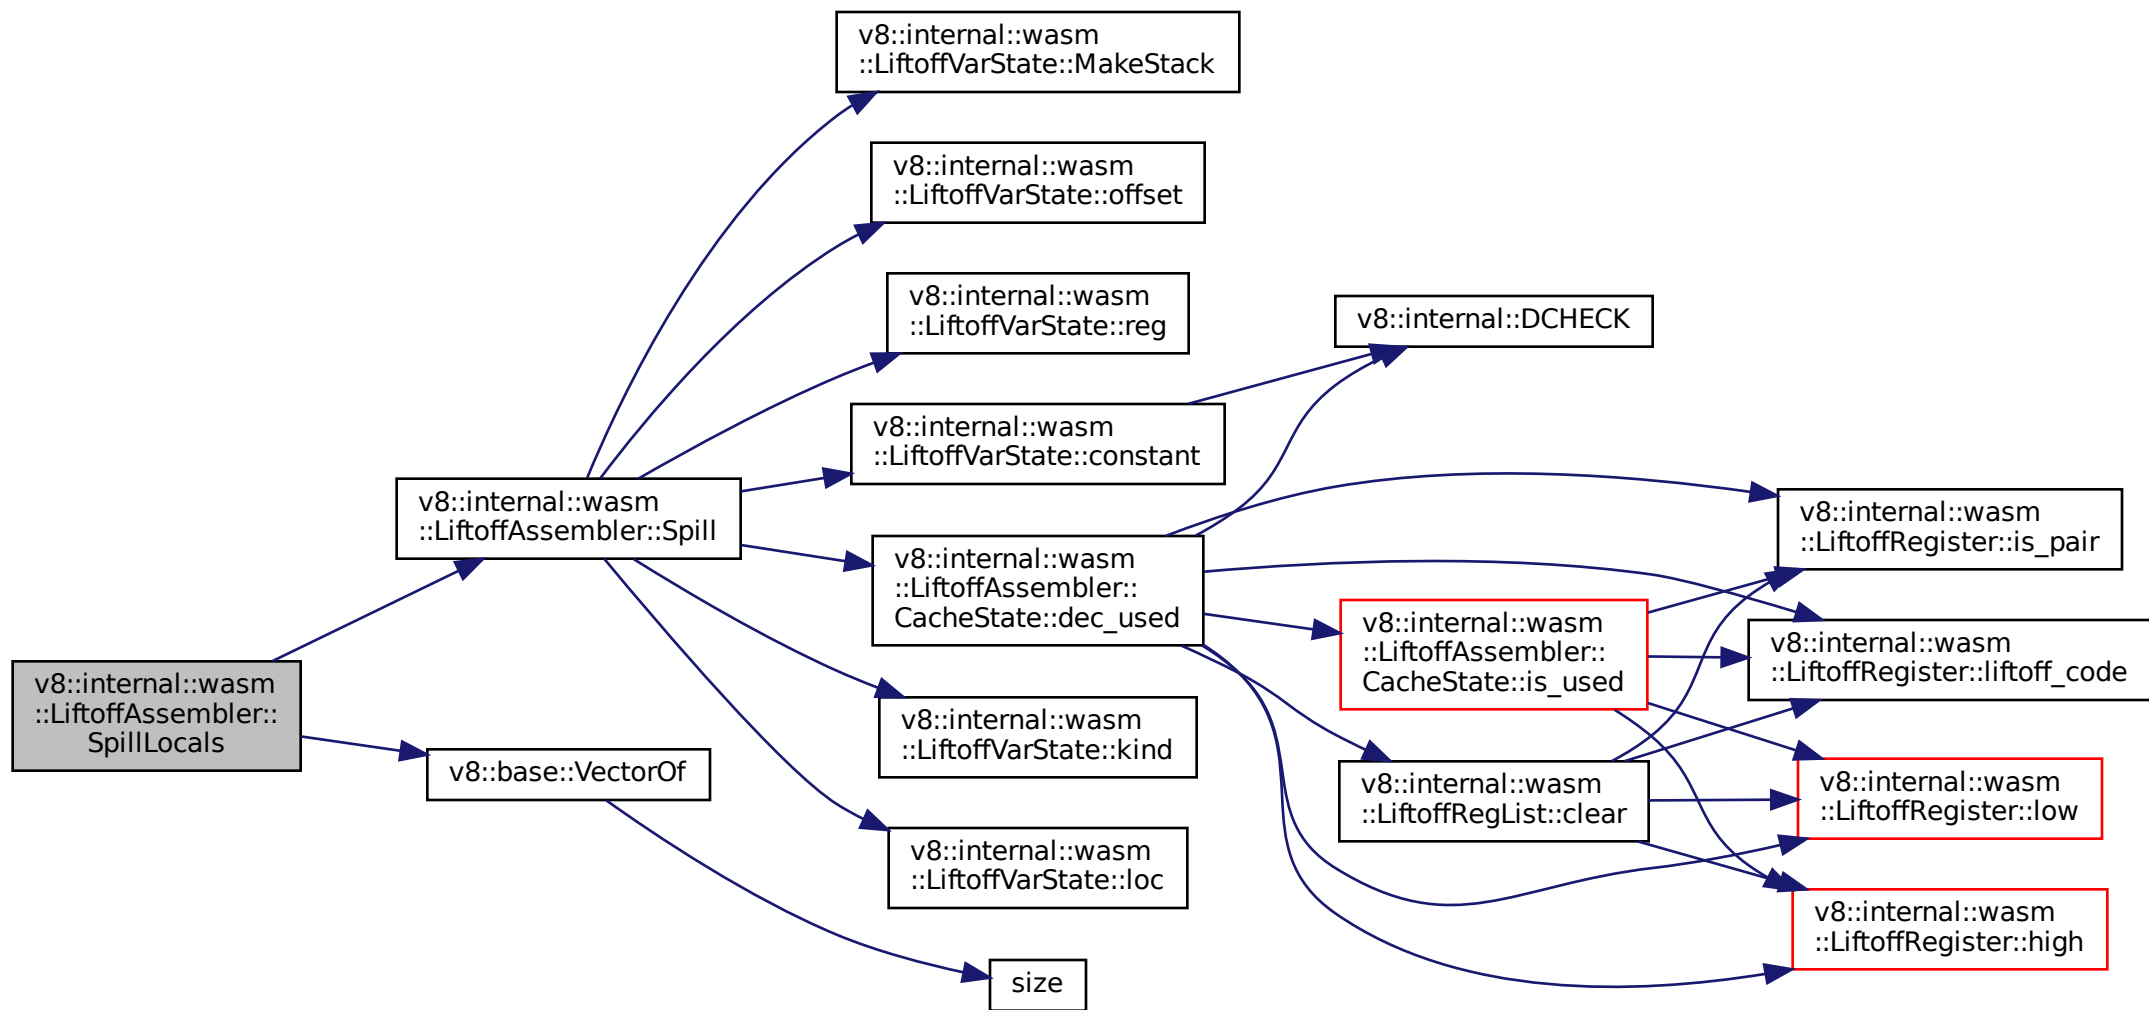 v8::internal::wasm
::LiftoffAssembler::
SpillLocals
v8::internal::wasm
::LiftoffAssembler::Spill
v8::base::VectorOf
v8::internal::wasm
::LiftoffVarState::MakeStack
v8::internal::wasm
::LiftoffVarState::offset
v8::internal::wasm
::LiftoffVarState::reg
v8::internal::wasm
::LiftoffVarState::constant
v8::internal::wasm
::LiftoffAssembler::
CacheState::dec_used
v8::internal::wasm
::LiftoffVarState::kind
v8::internal::wasm
::LiftoffVarState::loc
size
v8::internal::DCHECK
v8::internal::wasm
::LiftoffAssembler::
CacheState::is_used
v8::internal::wasm
::LiftoffRegList::clear
v8::internal::wasm
::LiftoffRegister::is_pair
v8::internal::wasm
::LiftoffRegister::liftoff_code
v8::internal::wasm
::LiftoffRegister::low
v8::internal::wasm
::LiftoffRegister::high